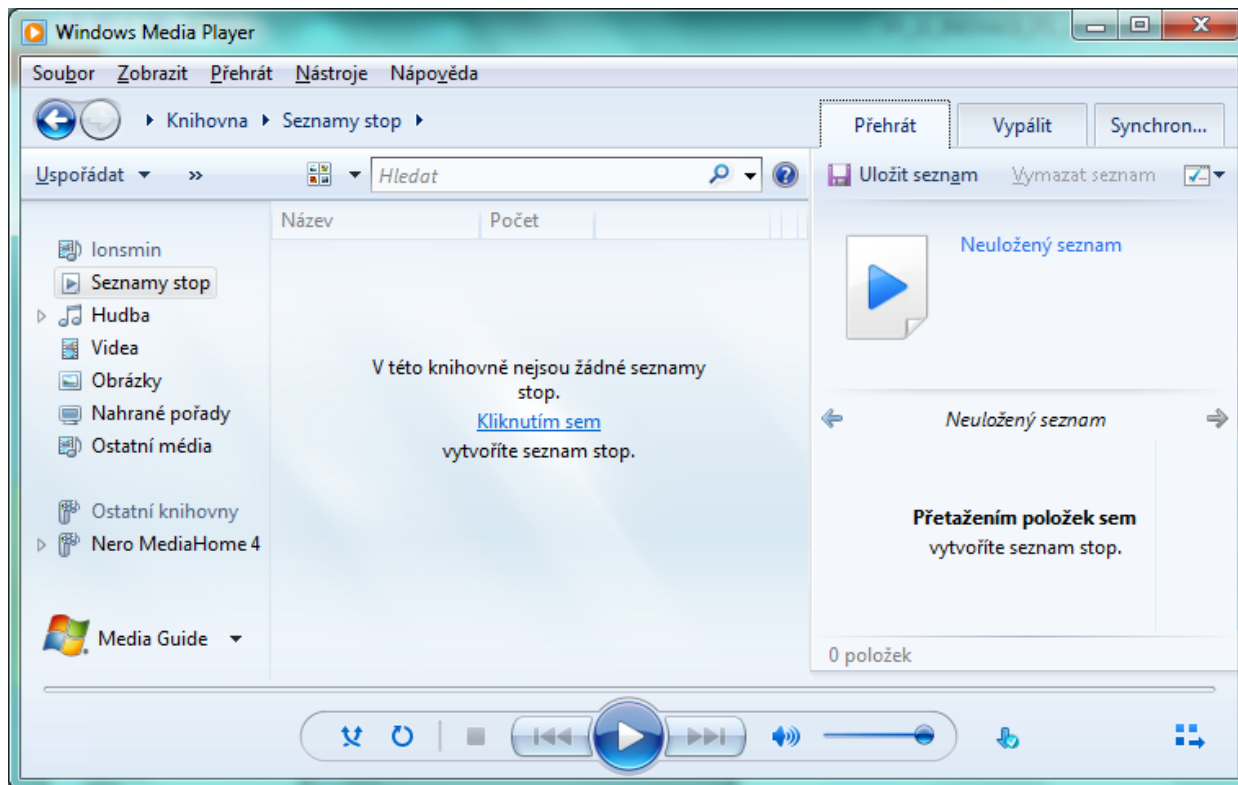 Windows Media Player
Soubor Zobrazit Přehrát Nástroje Nápověda
Knihovna Seznamy stop
Přehrát Vypálit Synchron...
Uspořádat » Hledat
Uložit seznam Vymazat seznam
Název Počet
lonsmin
Seznamy stop
Hudba
Videa
Obrázky
Nahrané pořady
Ostatní média
Ostatní knihovny
Nero MediaHome 4
Media Guide
V této knihovně nejsou žádné seznamy
stop.
Kliknutím sem
vytvoříte seznam stop.
Neuložený seznam
Neuložený seznam
Přetažením položek sem
vytvoříte seznam stop.
0 položek